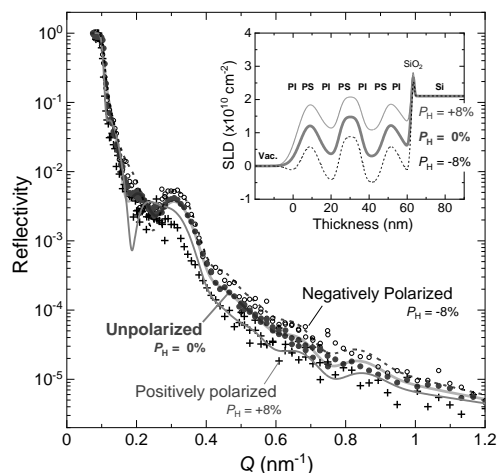 Reflectivity
10⁰
10⁻¹
10⁻²
10⁻³
10⁻⁴
10⁻⁵
0
0.2
0.4
0.6
0.8
1
1.2
Q (nm⁻¹)
SLD (x10¹⁰ cm⁻²)
4
3
2
1
0
-1
0
20
40
60
80
Thickness (nm)
SiO₂
PI PS PI PS PI PS PI Si
Vac.
P_H +8%
P_H 0%
P_H -8%
Negatively Polarized
P_H = -8%
Unpolarized
P_H = 0%
Positively polarized
P_H = +8%